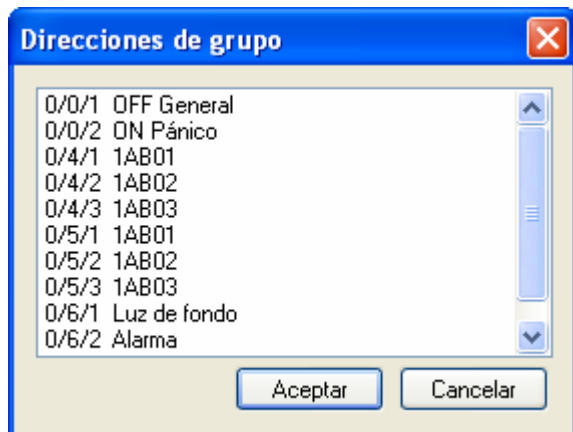 Direcciones de grupo
0/0/1 OFF General
0/0/2 ON Pánico
0/4/1 1AB01
0/4/2 1AB02
0/4/3 1AB03
0/5/1 1AB01
0/5/2 1AB02
0/5/3 1AB03
0/6/1 Luz de fondo
0/6/2 Alarma
Aceptar Cancelar